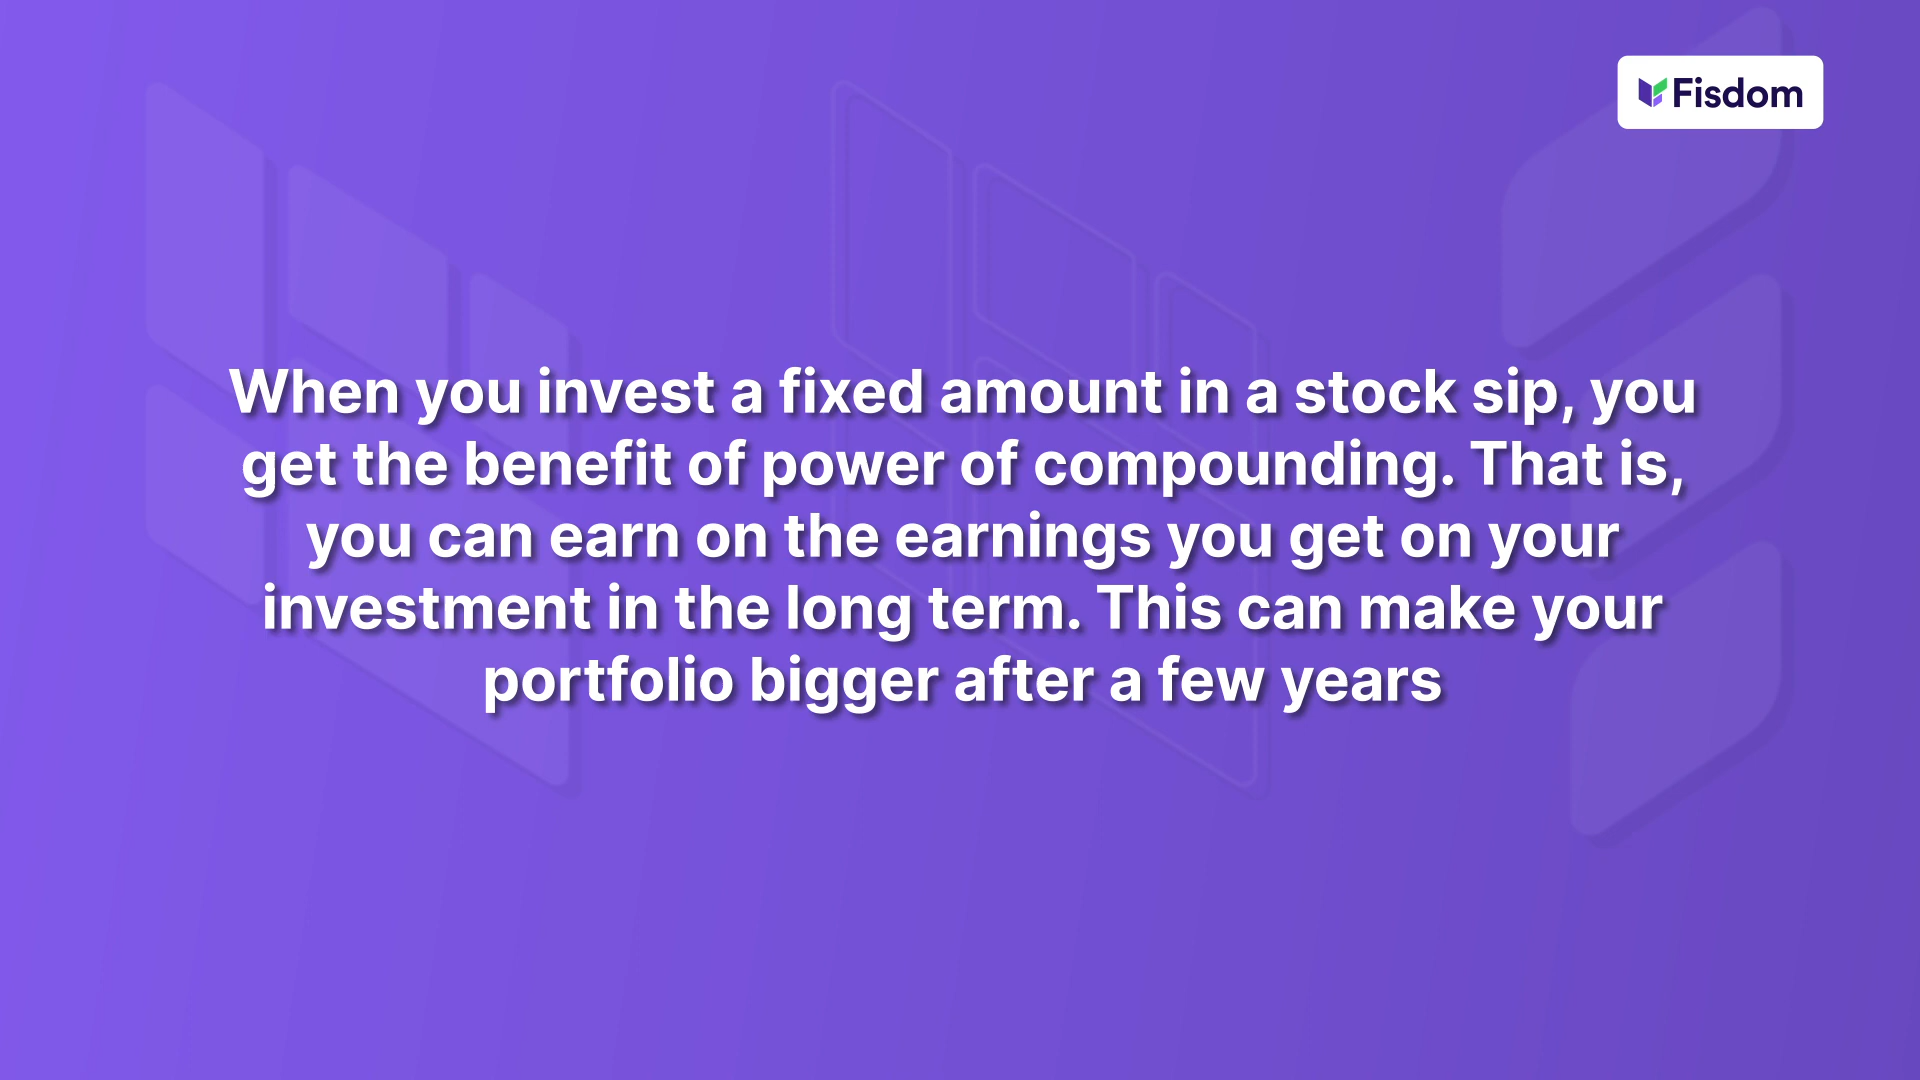 Fisdom
When you invest a fixed amount in a stock sip, you
get the benefit of power of compounding. That is,
you can earn on the earnings you get on your
investment in the long term. This can make your
portfolio bigger after a few years